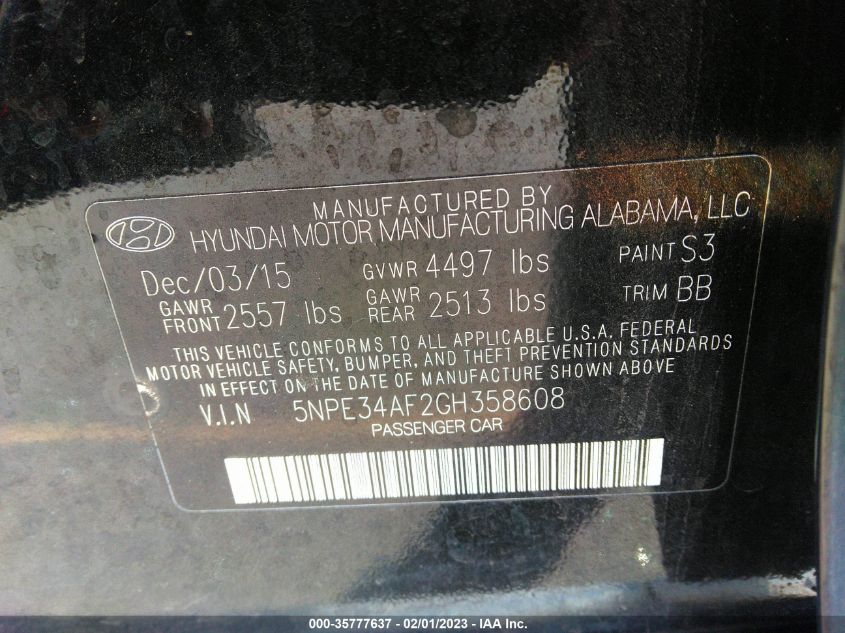 MANUFACTURED BY
HYUNDAI MOTOR MANUFACTURING ALABAMA, LLC
Dec/03/15 GVWR 4497 lbs PAINT S3
GAWR FRONT 2557 lbs GAWR REAR 2513 lbs TRIM BB
THIS VEHICLE CONFORMS TO ALL APPLICABLE U.S.A. FEDERAL
MOTOR VEHICLE SAFETY, BUMPER, AND THEFT PREVENTION STANDARDS
IN EFFECT ON THE DATE OF MANUFACTURE SHOWN ABOVE
V.I.N 5NPE34AF2GH358608
PASSENGER CAR
000-35777637 - 02/01/2023 - IAA Inc.